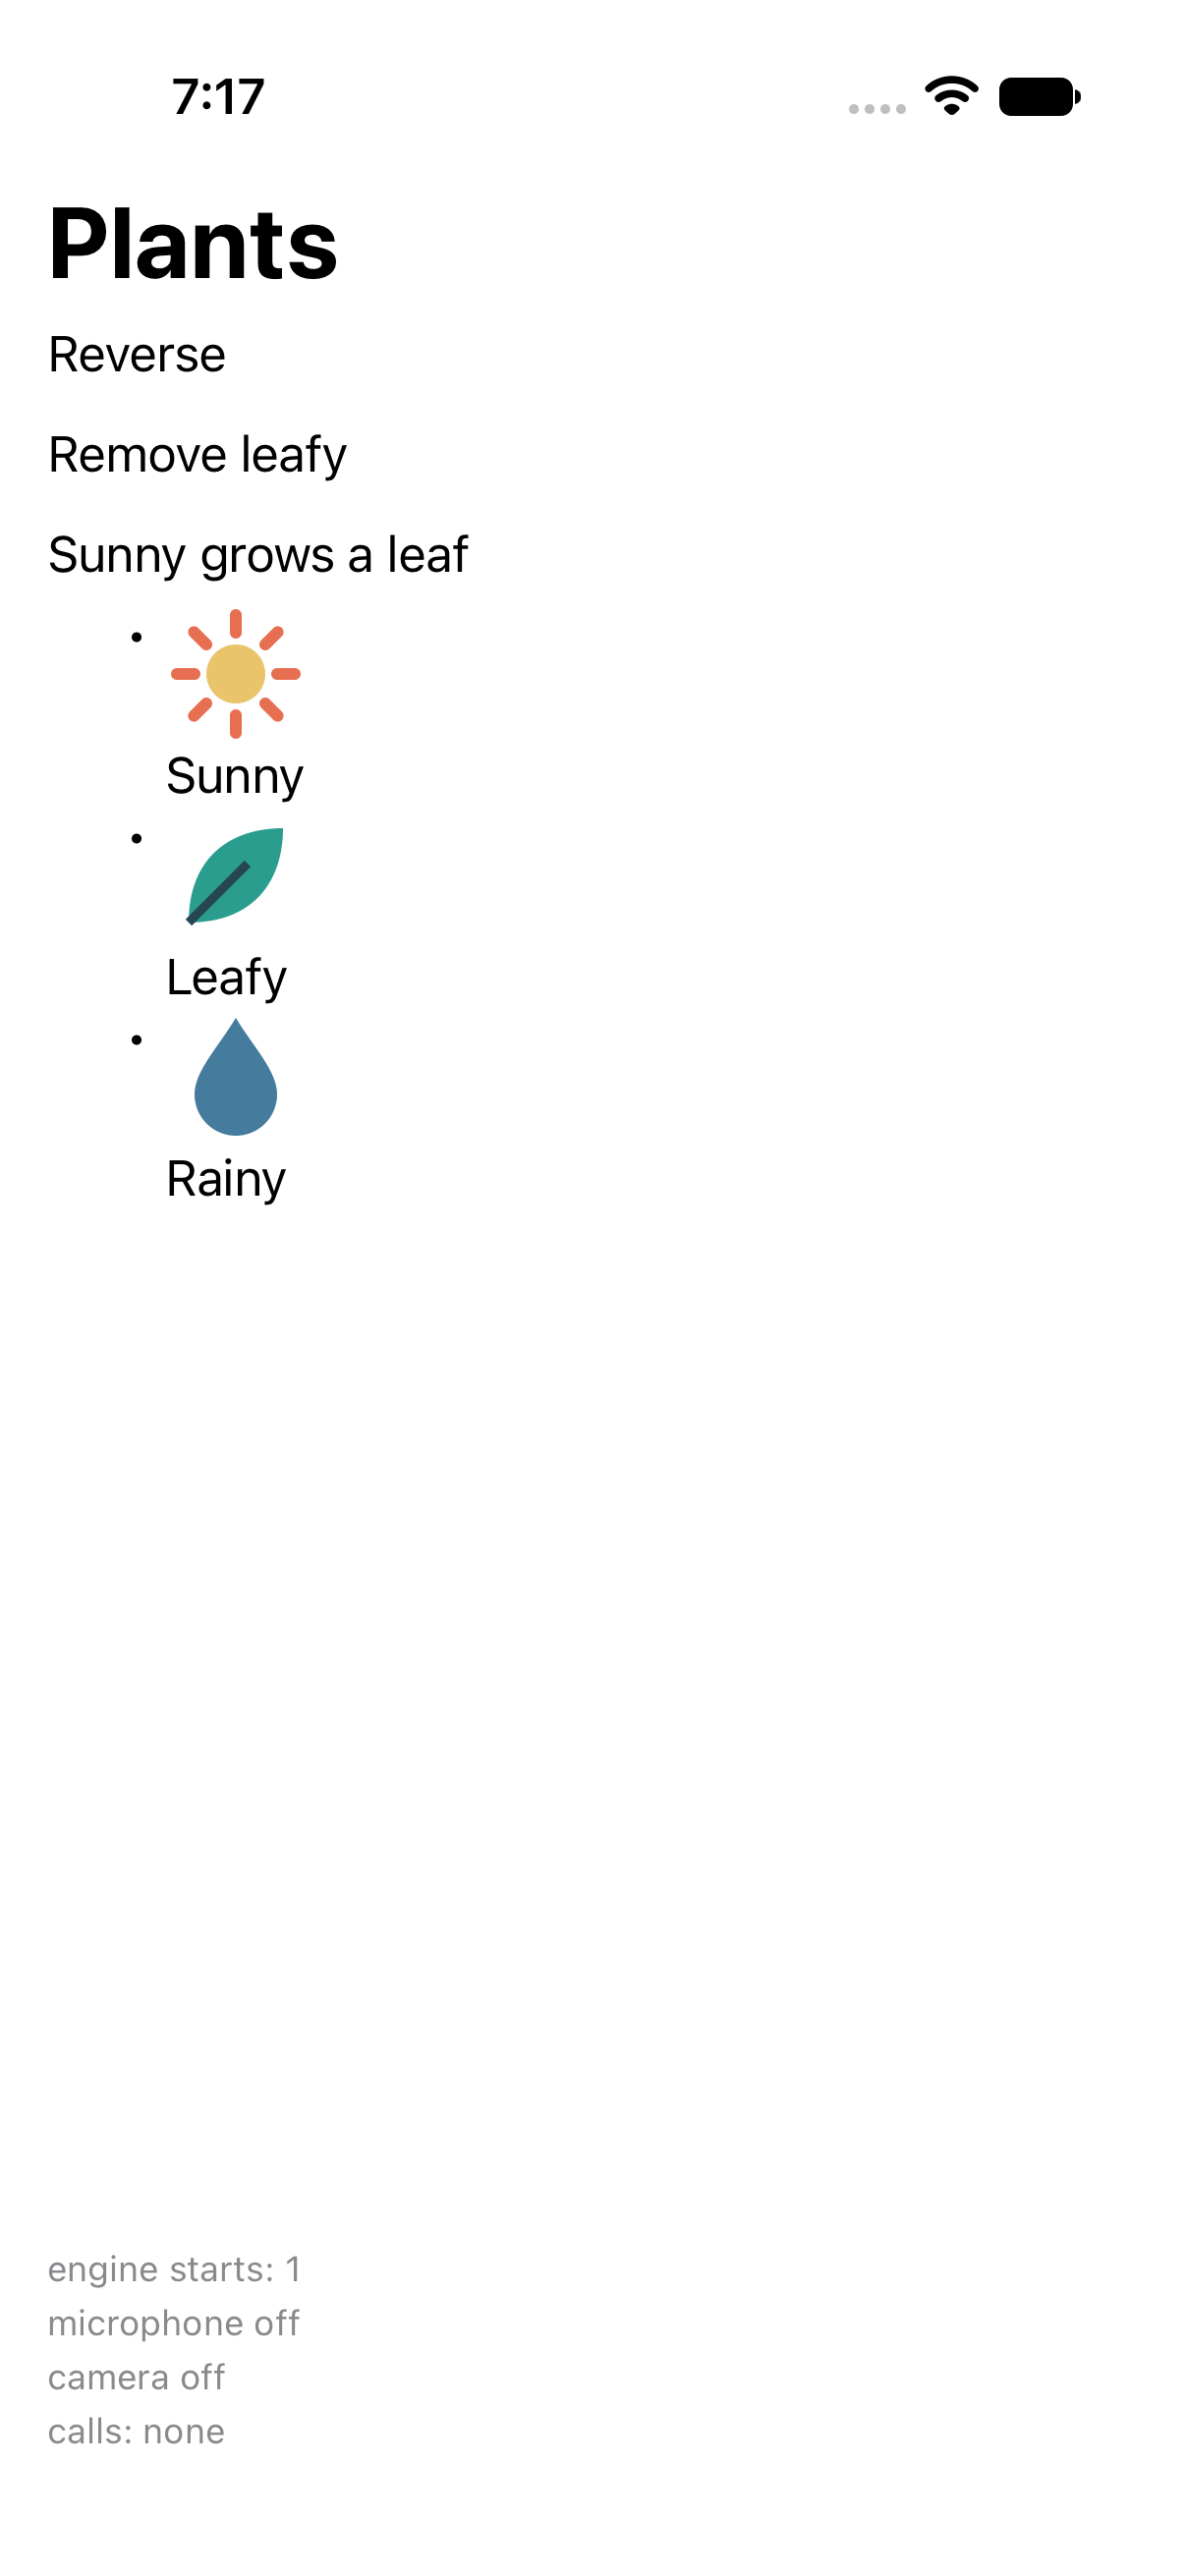 7:17
Plants
Reverse
Remove leafy
Sunny grows a leaf
Sunny
Leafy
Rainy
engine starts: 1
microphone off
camera off
calls: none